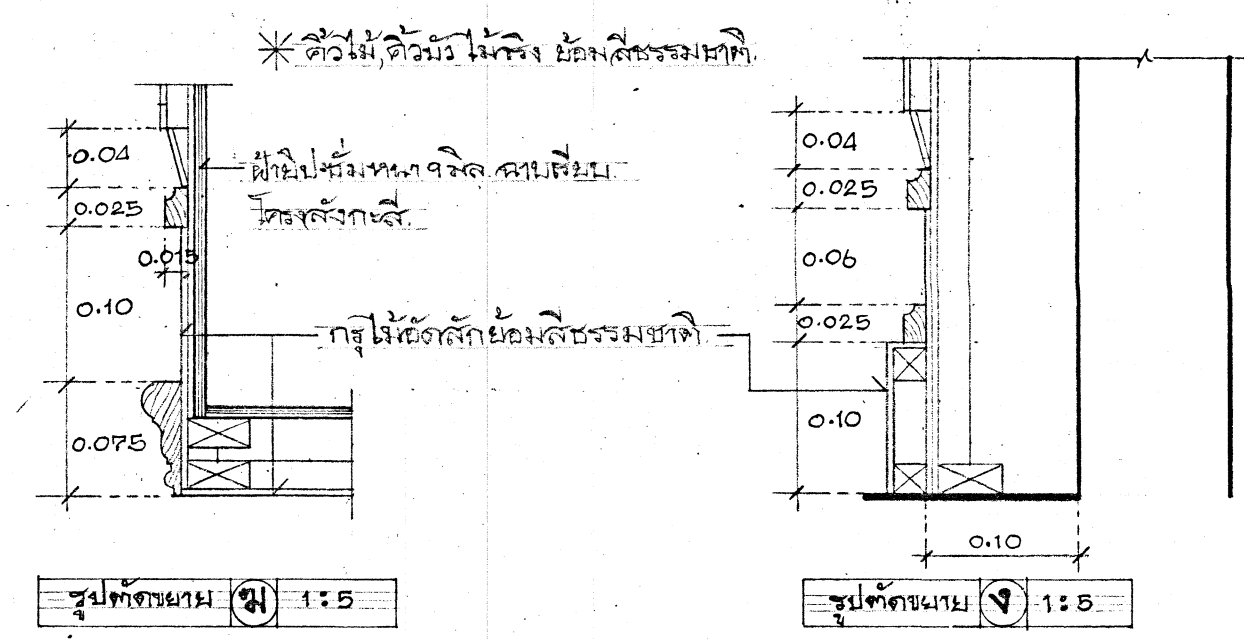 * คิ้วไม้, คิ้วบัว ไม้จริง ย้อมสีธรรมชาติ.
0.04
0.025
0.015
0.10
0.075
ฝ้ายิปซั่มหนา 9 มิล ฉาบเรียบ
โครงสังกะสี.
กรุไม้อัดสักย้อมสีธรรมชาติ
0.04
0.025
0.06
0.025
0.10
0.10
รูปตัดขยาย ฆ 1:5
รูปตัดขยาย ง 1:5